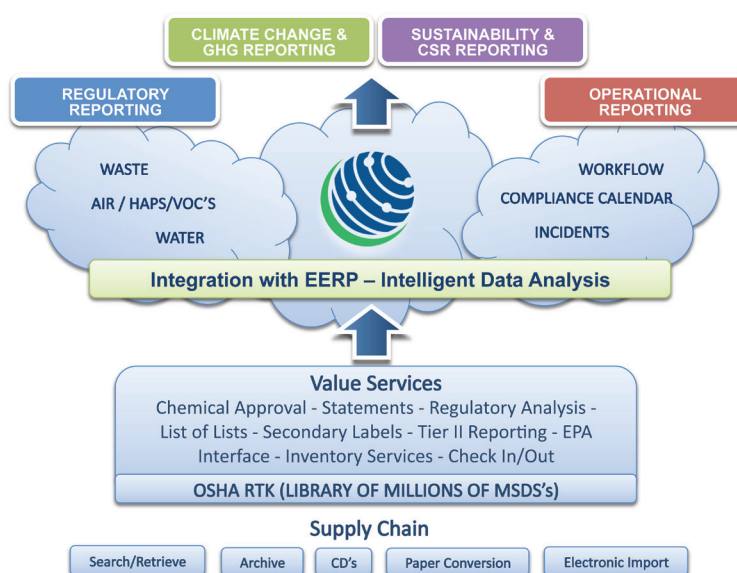 CLIMATE CHANGE &
GHG REPORTING
SUSTAINABILITY &
CSR REPORTING
REGULATORY
REPORTING
OPERATIONAL
REPORTING
WASTE
AIR / HAPS/VOC'S
WATER
WORKFLOW
COMPLIANCE CALENDAR
INCIDENTS
Integration with EERP – Intelligent Data Analysis
Value Services
Chemical Approval - Statements - Regulatory Analysis -
List of Lists - Secondary Labels - Tier II Reporting - EPA
Interface - Inventory Services - Check In/Out
OSHA RTK (LIBRARY OF MILLIONS OF MSDS's)
Supply Chain
Search/Retrieve
Archive
CD's
Paper Conversion
Electronic Import